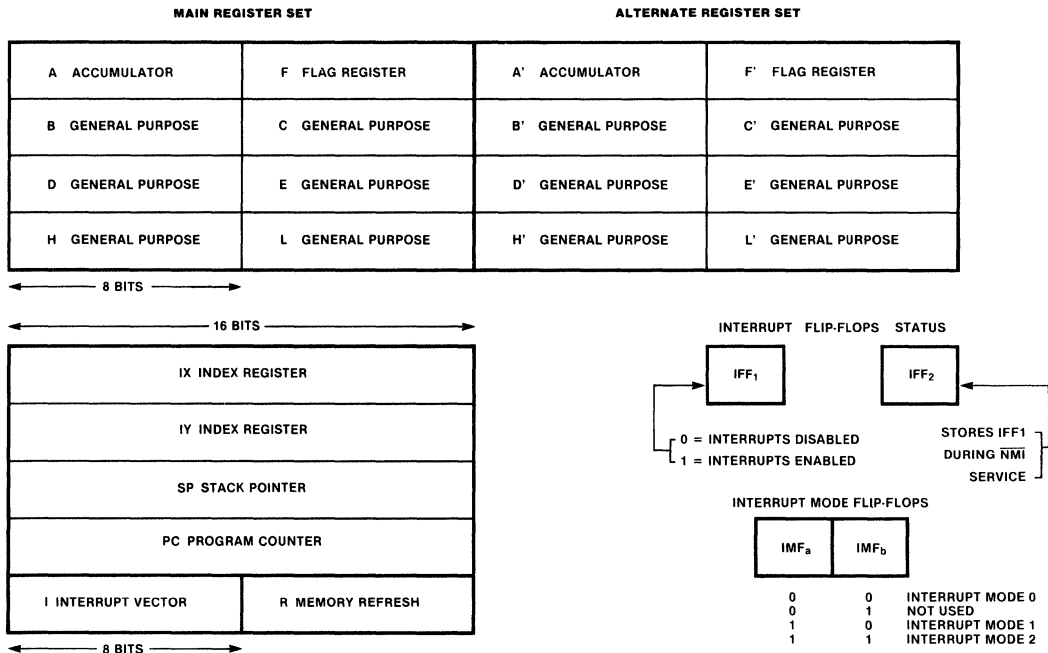 MAIN REGISTER SET
ALTERNATE REGISTER SET
A ACCUMULATOR
F FLAG REGISTER
A' ACCUMULATOR
F' FLAG REGISTER
B GENERAL PURPOSE
C GENERAL PURPOSE
B' GENERAL PURPOSE
C' GENERAL PURPOSE
D GENERAL PURPOSE
E GENERAL PURPOSE
D' GENERAL PURPOSE
E' GENERAL PURPOSE
H GENERAL PURPOSE
L GENERAL PURPOSE
H' GENERAL PURPOSE
L' GENERAL PURPOSE
8 BITS
16 BITS
IX INDEX REGISTER
IY INDEX REGISTER
SP STACK POINTER
PC PROGRAM COUNTER
I INTERRUPT VECTOR
R MEMORY REFRESH
8 BITS
INTERRUPT FLIP-FLOPS STATUS
IFF₁
IFF₂
0 = INTERRUPTS DISABLED
1 = INTERRUPTS ENABLED
STORES IFF1
DURING N̅M̅I̅
SERVICE
INTERRUPT MODE FLIP-FLOPS
IMFₐ
IMF_b
0 0 INTERRUPT MODE 0
0 1 NOT USED
1 0 INTERRUPT MODE 1
1 1 INTERRUPT MODE 2